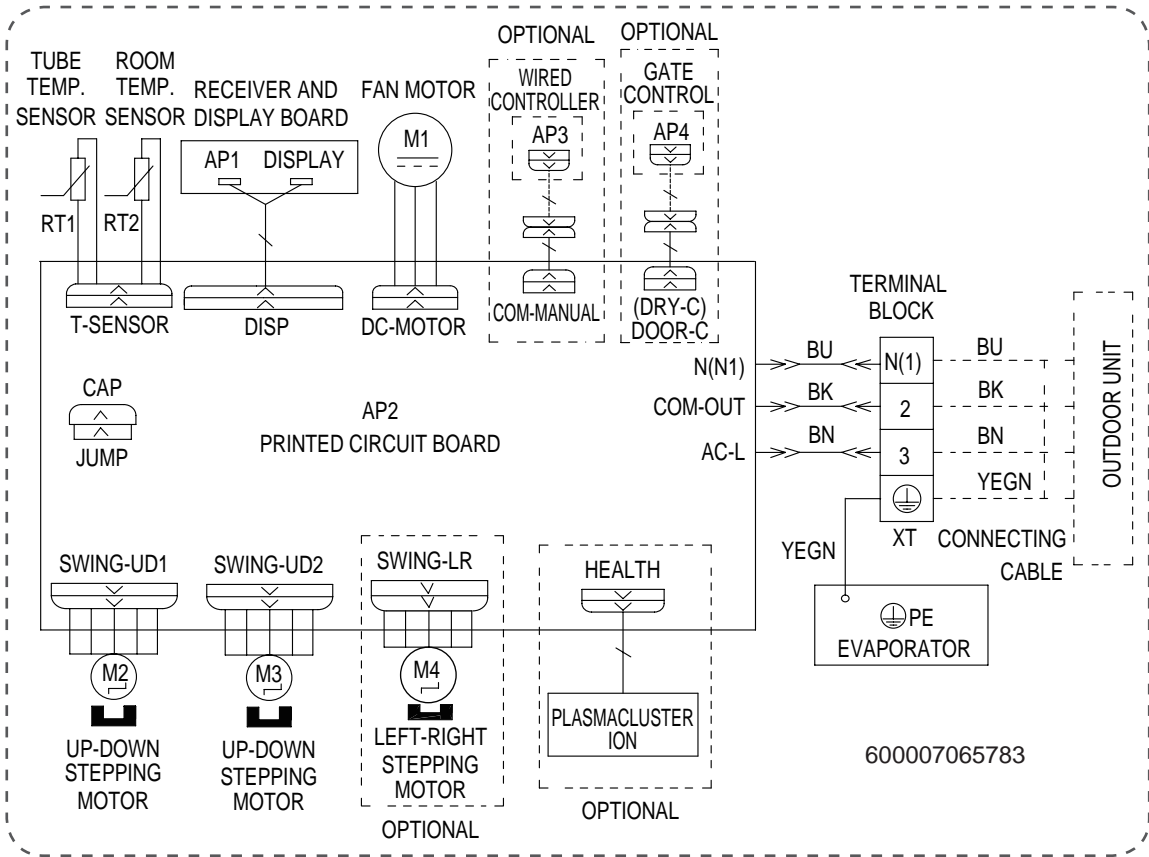 OPTIONAL
OPTIONAL
TUBE
TEMP.
SENSOR
ROOM
TEMP.
SENSOR
RECEIVER AND
DISPLAY BOARD
FAN MOTOR
WIRED
CONTROLLER
GATE
CONTROL
AP1
DISPLAY
M1
AP3
AP4
RT1
RT2
T-SENSOR
DISP
DC-MOTOR
COM-MANUAL
(DRY-C)
DOOR-C
TERMINAL
BLOCK
N(N1)
BU
N(1)
BU
COM-OUT
BK
2
BK
AC-L
BN
3
BN
YEGN
OUTDOOR UNIT
CAP
JUMP
AP2
PRINTED CIRCUIT BOARD
XT
CONNECTING
CABLE
YEGN
PE
EVAPORATOR
SWING-UD1
SWING-UD2
SWING-LR
HEALTH
M2
M3
M4
UP-DOWN
STEPPING
MOTOR
UP-DOWN
STEPPING
MOTOR
LEFT-RIGHT
STEPPING
MOTOR
OPTIONAL
PLASMACLUSTER
ION
OPTIONAL
600007065783